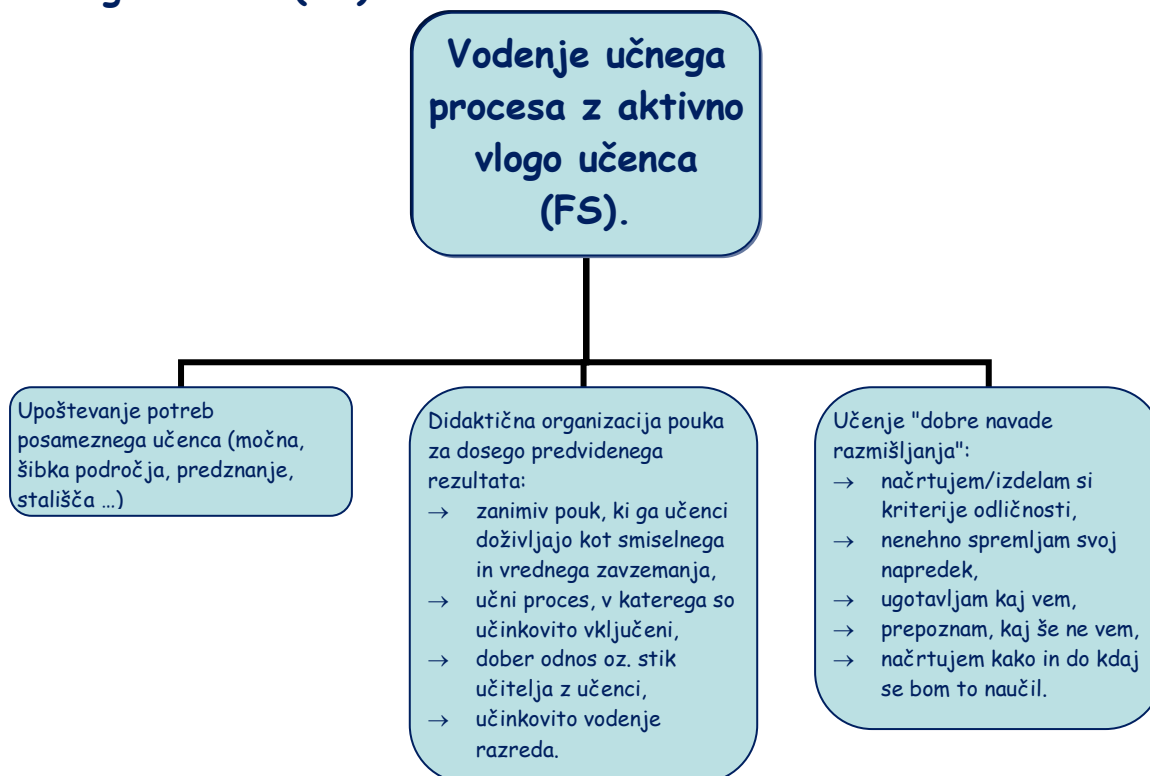 Vodenje učnega
procesa z aktivno
vlogo učenca
(FS).
Upoštevanje potreb
posameznega učenca (močna,
šibka področja, predznanje,
stališča …)
Didaktična organizacija pouka
za dosego predvidenega
rezultata:
→ zanimiv pouk, ki ga učenci
doživljajo kot smiselnega
in vrednega zavzemanja,
→ učni proces, v katerega so
učinkovito vključeni,
→ dober odnos oz. stik
učitelja z učenci,
→ učinkovito vodenje
razreda.
Učenje "dobre navade
razmišljanja":
→ načrtujem/izdelam si
kriterije odličnosti,
→ nenehno spremljam svoj
napredek,
→ ugotavljam kaj vem,
→ prepoznam, kaj še ne vem,
→ načrtujem kako in do kdaj
se bom to naučil.